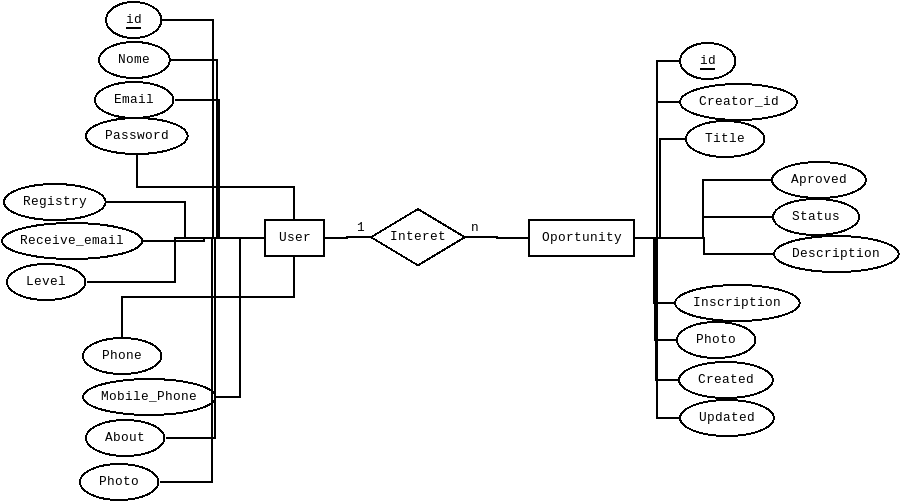 id
Nome
Email
Password
Registry
Receive_email
Level
Phone
Mobile_Phone
About
Photo
User
1
Interet
n
Oportunity
id
Creator_id
Title
Aproved
Status
Description
Inscription
Photo
Created
Updated